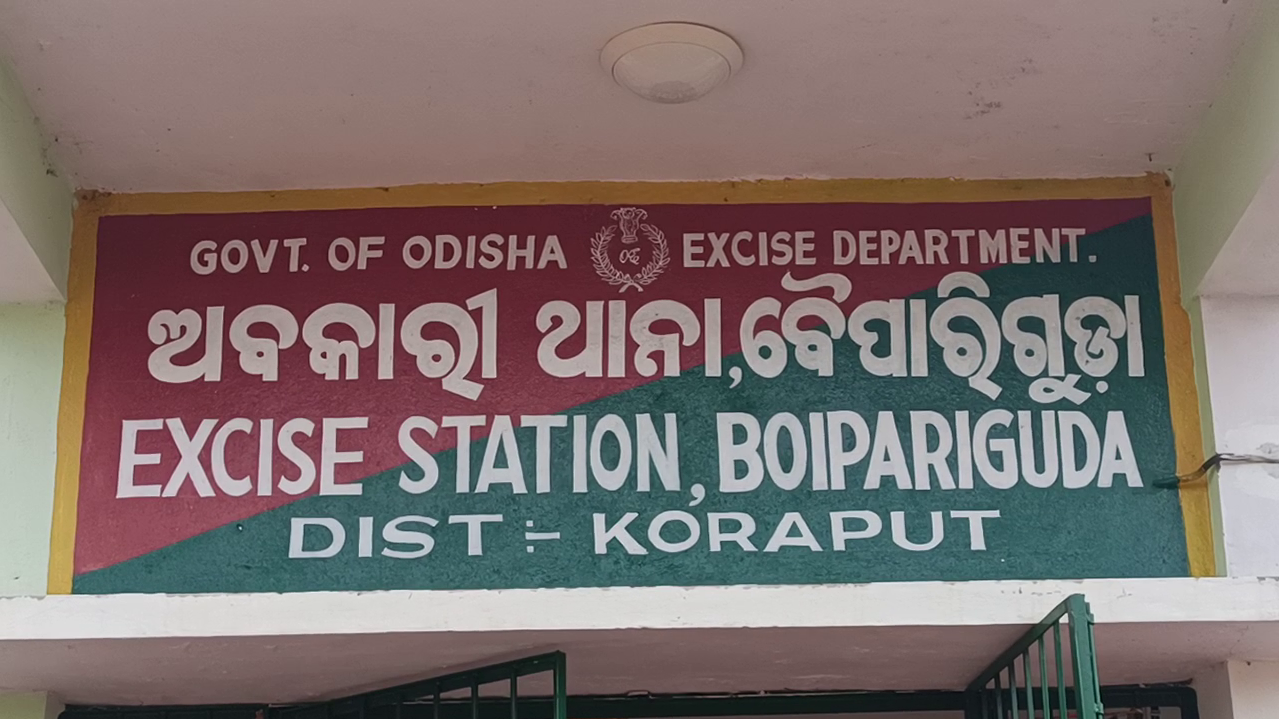 GOVT. OF ODISHA EXCISE DEPARTMENT.
ଅବକାରୀ ଥାନା,ବୈପାରିଗୁଡ଼ା
EXCISE STATION, BOIPARIGUDA
DIST :- KORAPUT